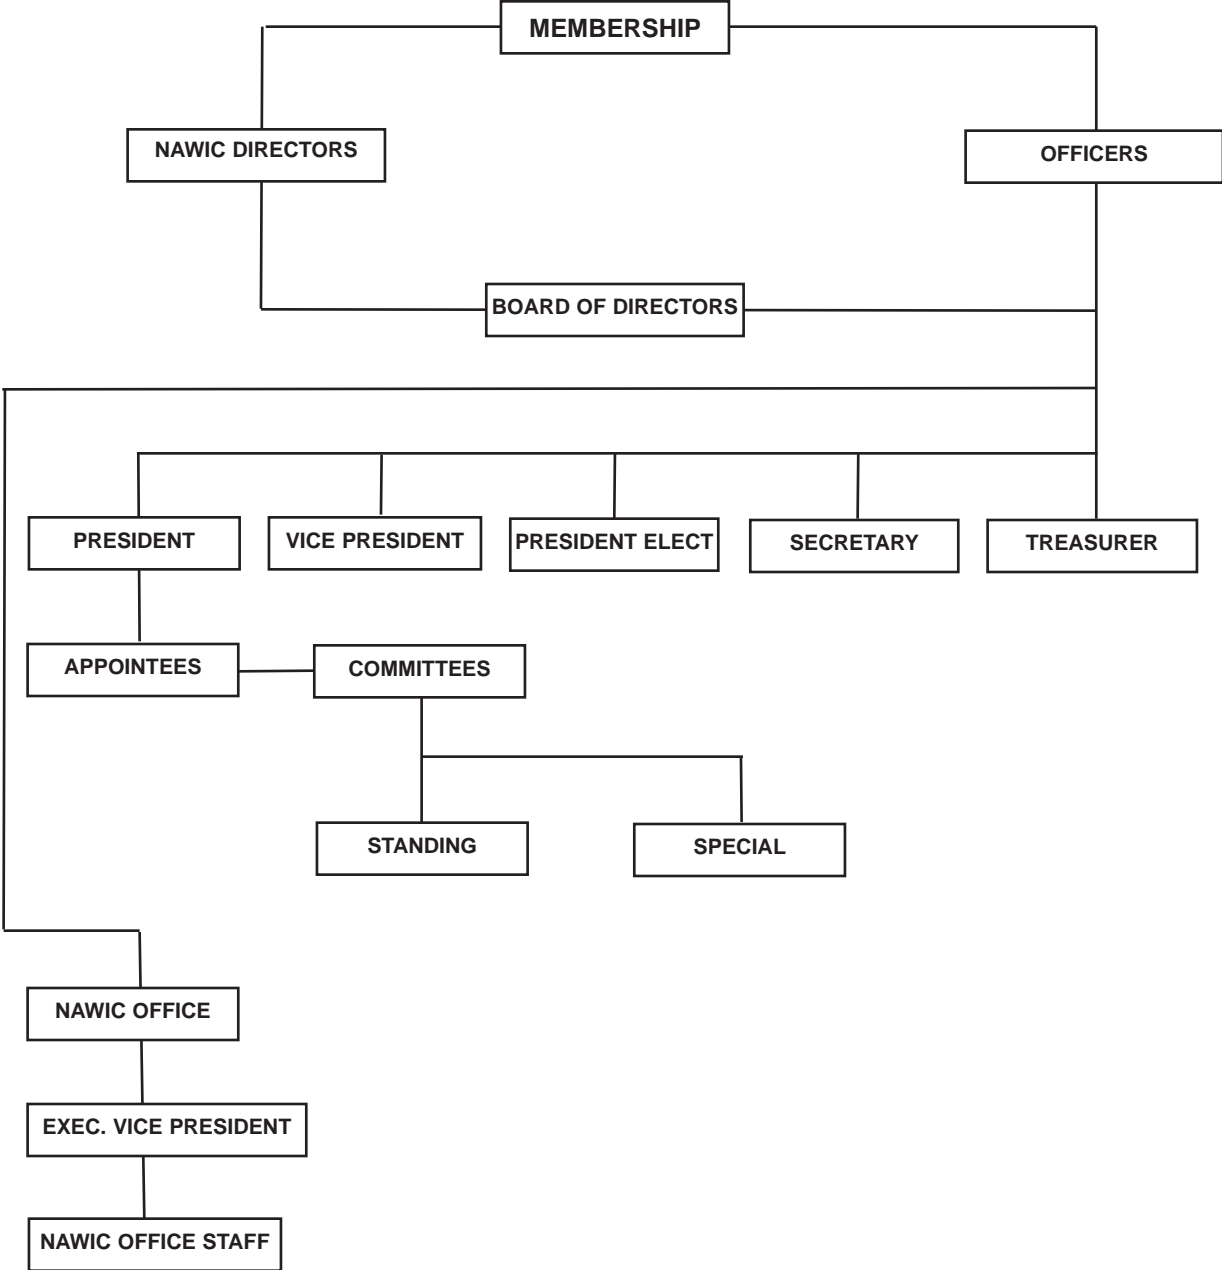 MEMBERSHIP
NAWIC DIRECTORS
OFFICERS
BOARD OF DIRECTORS
PRESIDENT
VICE PRESIDENT
PRESIDENT ELECT
SECRETARY
TREASURER
APPOINTEES
COMMITTEES
STANDING
SPECIAL
NAWIC OFFICE
EXEC. VICE PRESIDENT
NAWIC OFFICE STAFF